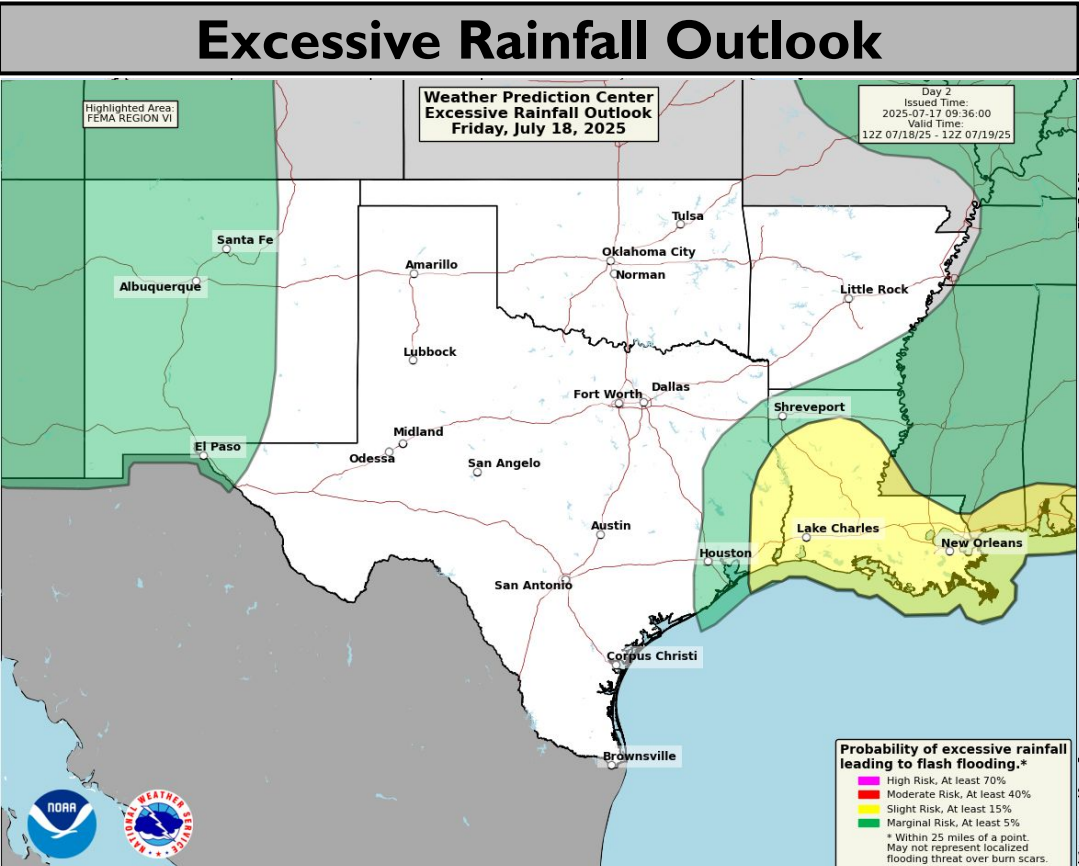 Excessive Rainfall Outlook
Highlighted Area:
FEMA REGION VI
Weather Prediction Center
Excessive Rainfall Outlook
Friday, July 18, 2025
Day 2
Issued Time:
2025-07-17 09:36:00
Valid Time:
12Z 07/18/25 - 12Z 07/19/25
Tulsa
Santa Fe
Oklahoma City
Amarillo
Norman
Albuquerque
Little Rock
Lubbock
Dallas
Fort Worth
Shreveport
Midland
El Paso
Odessa
San Angelo
Austin
Lake Charles
New Orleans
Houston
San Antonio
Corpus Christi
Brownsville
Probability of excessive rainfall
leading to flash flooding.*
High Risk, At least 70%
Moderate Risk, At least 40%
Slight Risk, At least 15%
Marginal Risk, At least 5%
* Within 25 miles of a point.
May not represent localized
flooding threat over burn scars.
NOAA
NATIONAL WEATHER SERVICE